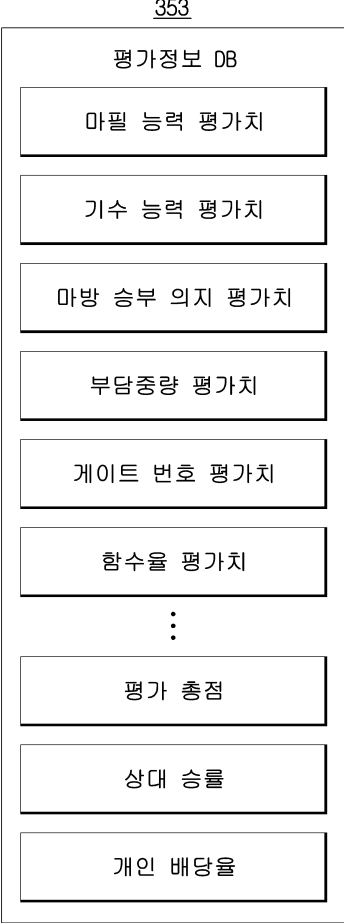 353
평가정보 DB
마필 능력 평가치
기수 능력 평가치
마방 승부 의지 평가치
부담중량 평가치
게이트 번호 평가치
함수율 평가치
⋮
평가 총점
상대 승률
개인 배당율